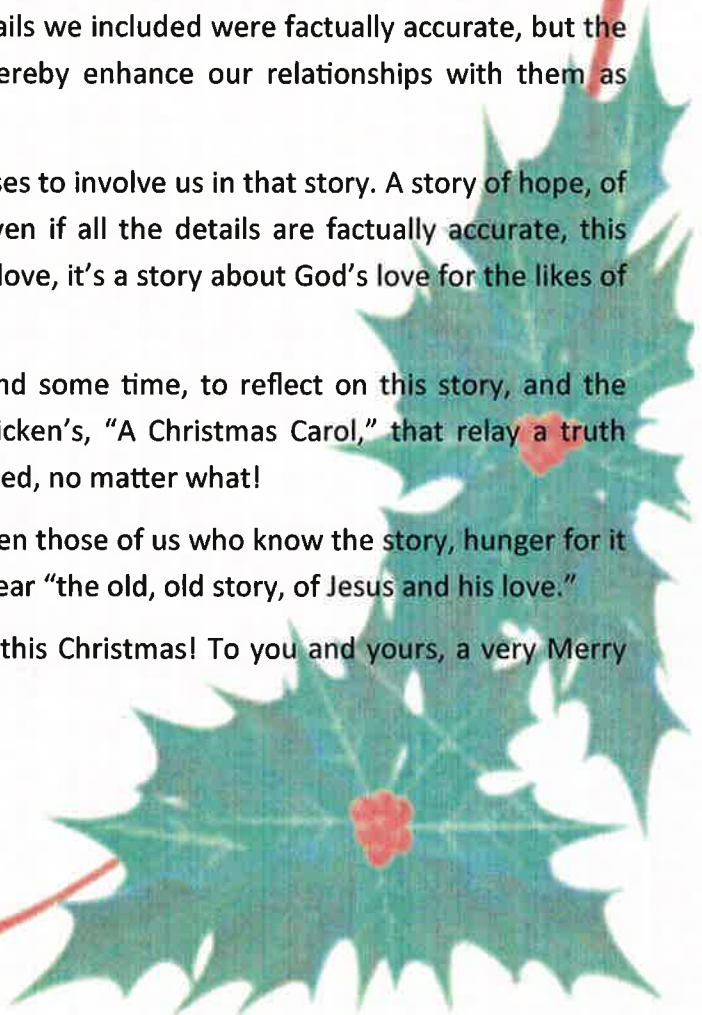 ails we included were factually accurate, but the
ereby enhance our relationships with them as
ses to involve us in that story. A story of hope, of
ven if all the details are factually accurate, this
love, it's a story about God's love for the likes of
nd some time, to reflect on this story, and the
icken's, “A Christmas Carol,” that relay a truth
ed, no matter what!
en those of us who know the story, hunger for it
ear “the old, old story, of Jesus and his love.”
this Christmas! To you and yours, a very Merry